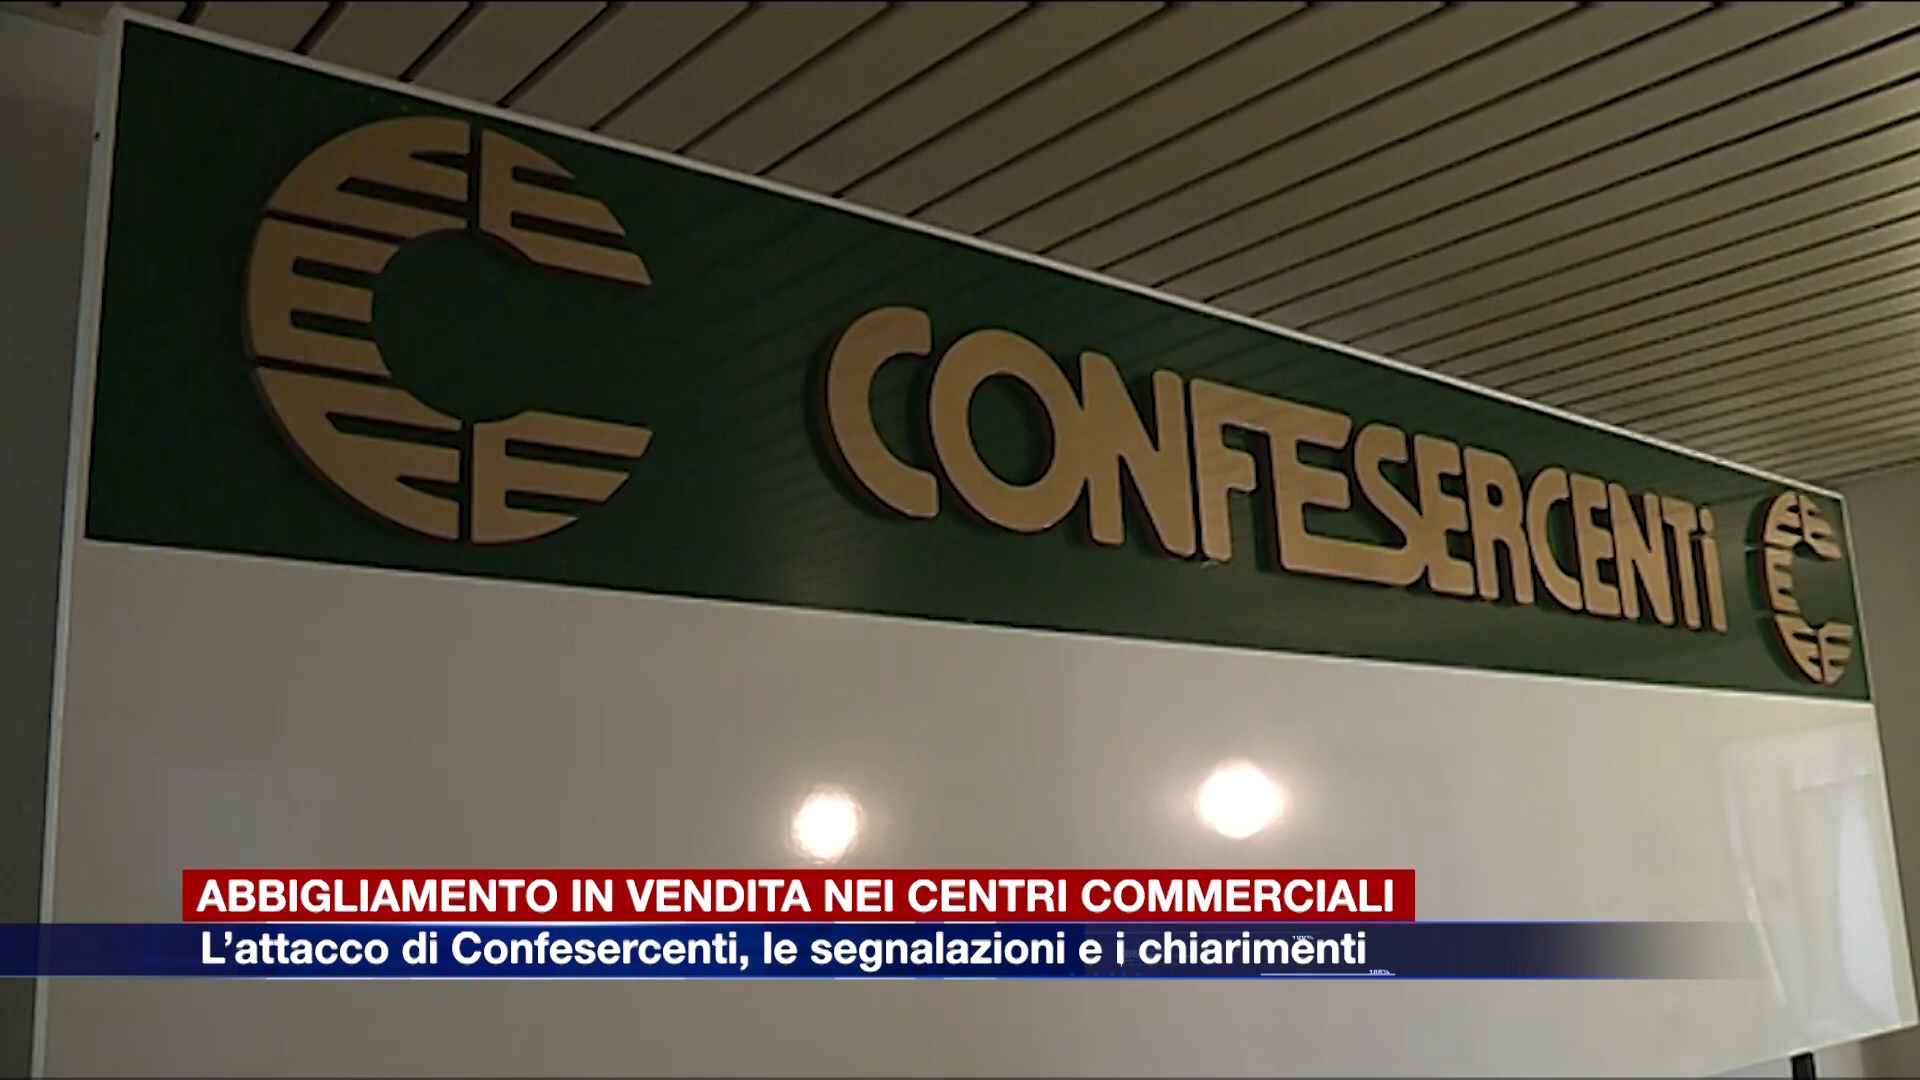 CONFESERCENTi
ABBIGLIAMENTO IN VENDITA NEI CENTRI COMMERCIALI
L’attacco di Confesercenti, le segnalazioni e i chiarimenti